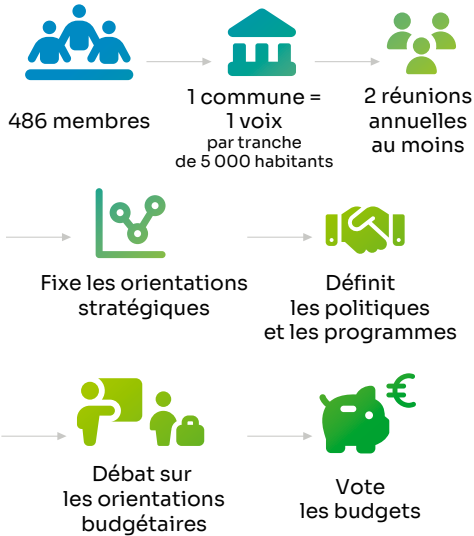 486 membres
1 commune =
1 voix
par tranche
de 5 000 habitants
2 réunions
annuelles
au moins
Fixe les orientations
stratégiques
Définit
les politiques
et les programmes
Débat sur
les orientations
budgétaires
€
Vote
les budgets